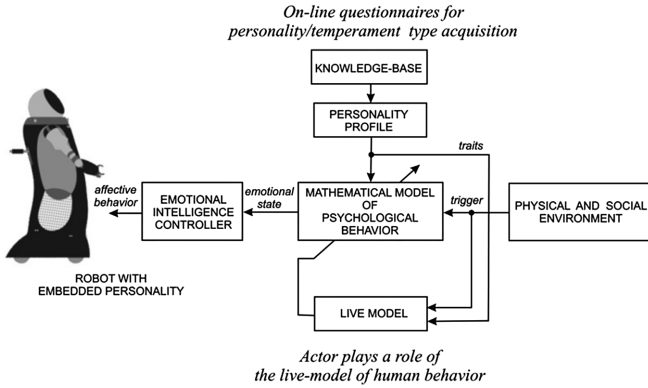 On-line questionnaires for
personality/temperament type acquisition
KNOWLEDGE-BASE
PERSONALITY
PROFILE
traits
affective
behavior
EMOTIONAL
INTELLIGENCE
CONTROLLER
emotional
state
MATHEMATICAL MODEL
OF
PSYCHOLOGICAL
BEHAVIOR
trigger
PHYSICAL AND SOCIAL
ENVIRONMENT
ROBOT WITH
EMBEDDED PERSONALITY
LIVE MODEL
Actor plays a role of
the live-model of human behavior